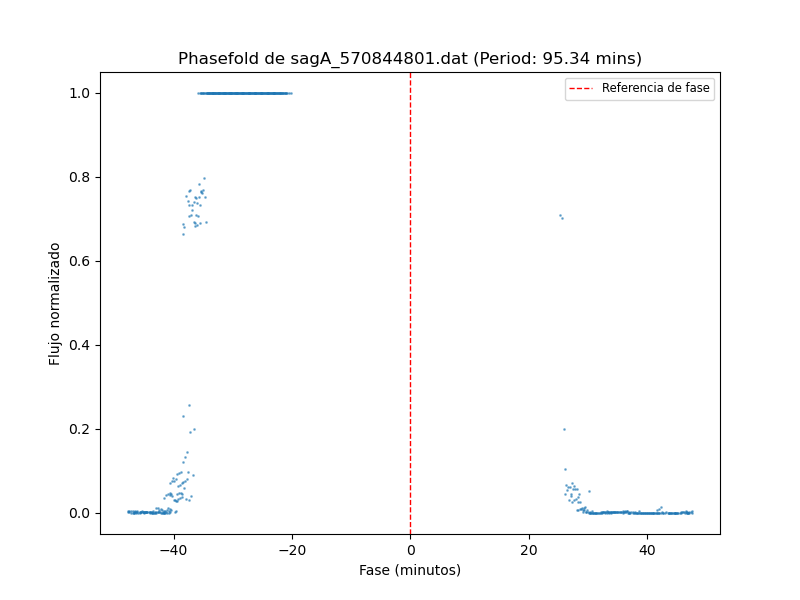 Phasefold de sagA_570844801.dat (Period: 95.34 mins)
Referencia de fase
Flujo normalizado
1.0
0.8
0.6
0.4
0.2
0.0
−40
−20
0
20
40
Fase (minutos)